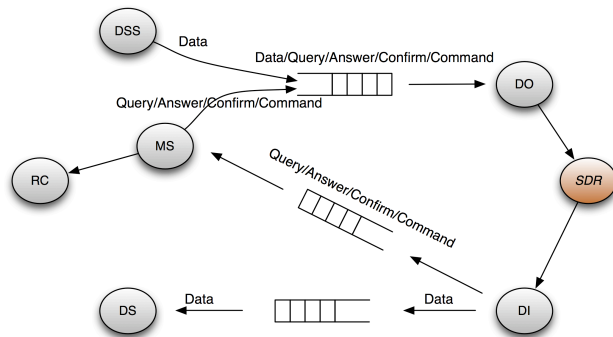 DSS
Data
Data/Query/Answer/Confirm/Command
DO
Query/Answer/Confirm/Command
MS
RC
Query/Answer/Confirm/Command
SDR
DS
Data
Data
DI